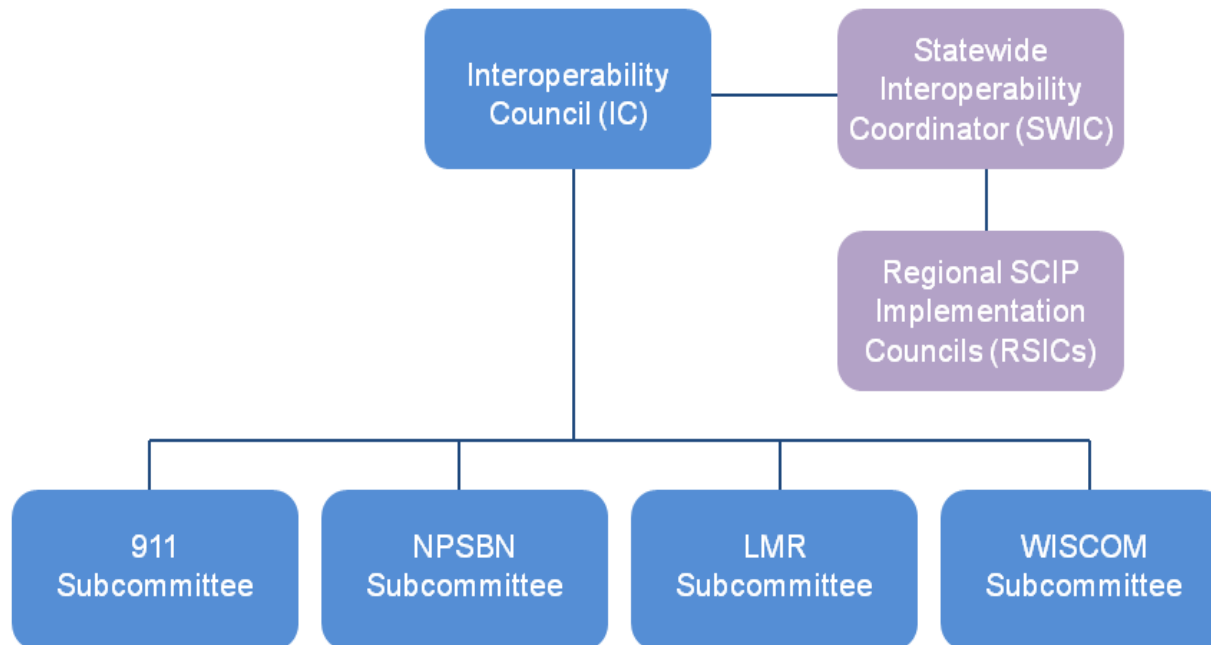 Interoperability
Council (IC)
Statewide
Interoperability
Coordinator (SWIC)
Regional SCIP
Implementation
Councils (RSICs)
911
Subcommittee
NPSBN
Subcommittee
LMR
Subcommittee
WISCOM
Subcommittee